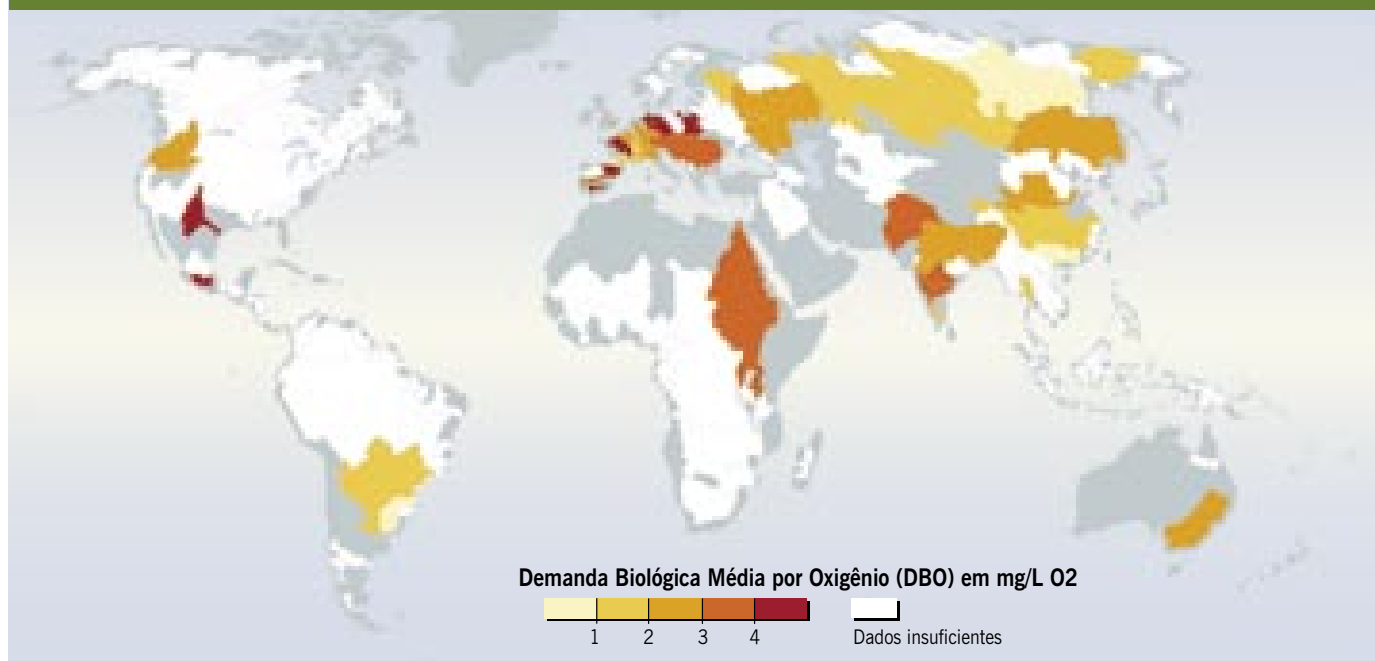 Demanda Biológica Média por Oxigênio (DBO) em mg/L O2
1 2 3 4
Dados insuficientes